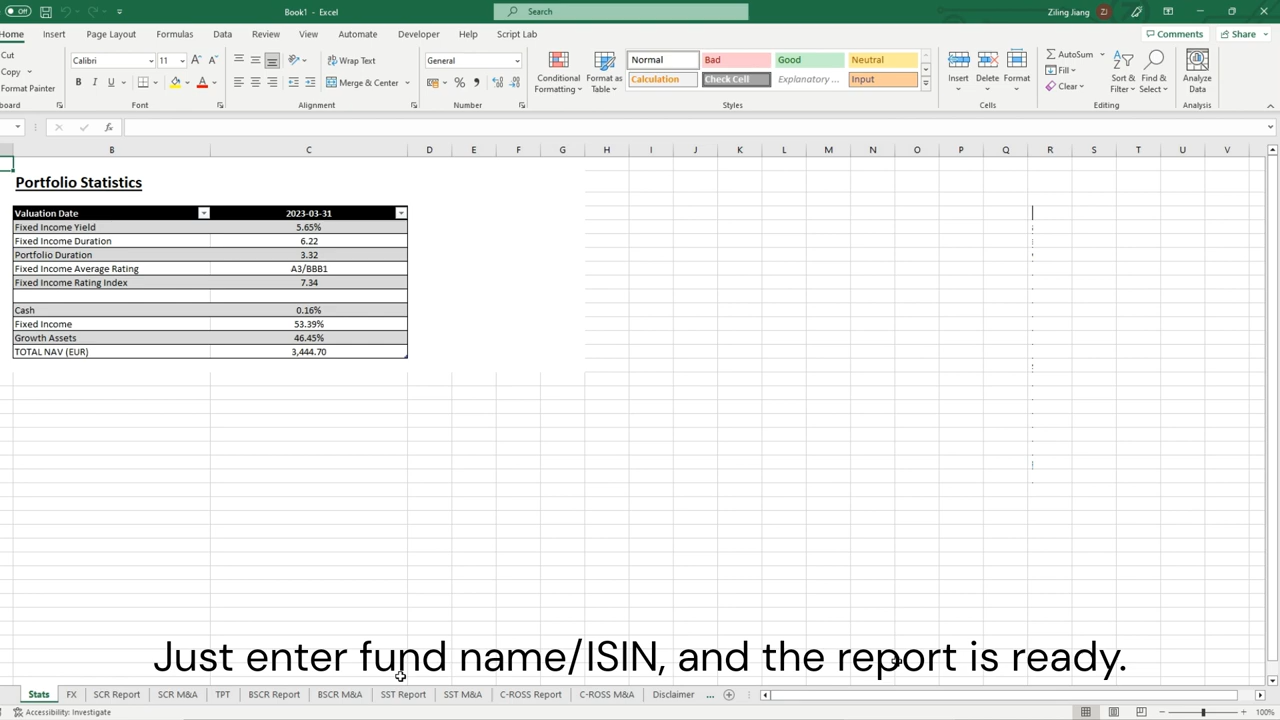 Off
Book1 - Excel
Search
Ziling Jiang
ZJ
Home Insert Page Layout Formulas Data Review View Automate Developer Help Script Lab
Comments
Share
Cut
Copy
Format Painter
Calibri
11
B I U
Wrap Text
Merge & Center
General
Conditional
Formatting
Format as
Table
Normal Bad Good Neutral
Calculation Check Cell Explanatory ... Input
Insert Delete Format
AutoSum
Fill
Clear
Sort &
Filter
Find &
Select
Analyze
Data
board Font Alignment Number Styles Cells Editing Analysis
fx
B C D E F G H I J K L M N O P Q R S T U V
Portfolio Statistics
Valuation Date 2023-03-31
Fixed Income Yield 5.65%
Fixed Income Duration 6.22
Portfolio Duration 3.32
Fixed Income Average Rating A3/BBB1
Fixed Income Rating Index 7.34
Cash 0.16%
Fixed Income 53.39%
Growth Assets 46.45%
TOTAL NAV (EUR) 3,444.70
Just enter fund name/ISIN, and the report is ready.
Stats FX SCR Report SCR M&A TPT BSCR Report BSCR M&A SST Report SST M&A C-ROSS Report C-ROSS M&A Disclaimer ...
Accessibility: Investigate
100%